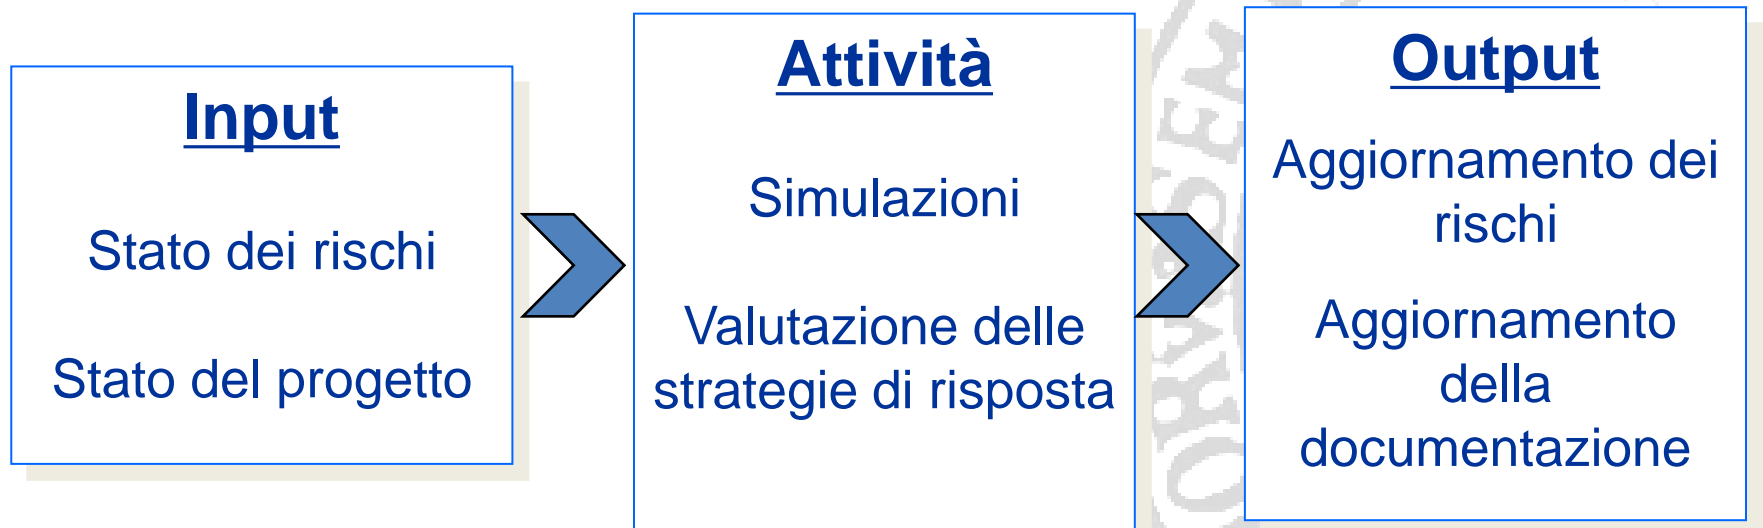 Input
Stato dei rischi
Stato del progetto
Attività
Simulazioni
Valutazione delle
strategie di risposta
Output
Aggiornamento dei
rischi
Aggiornamento
della
documentazione